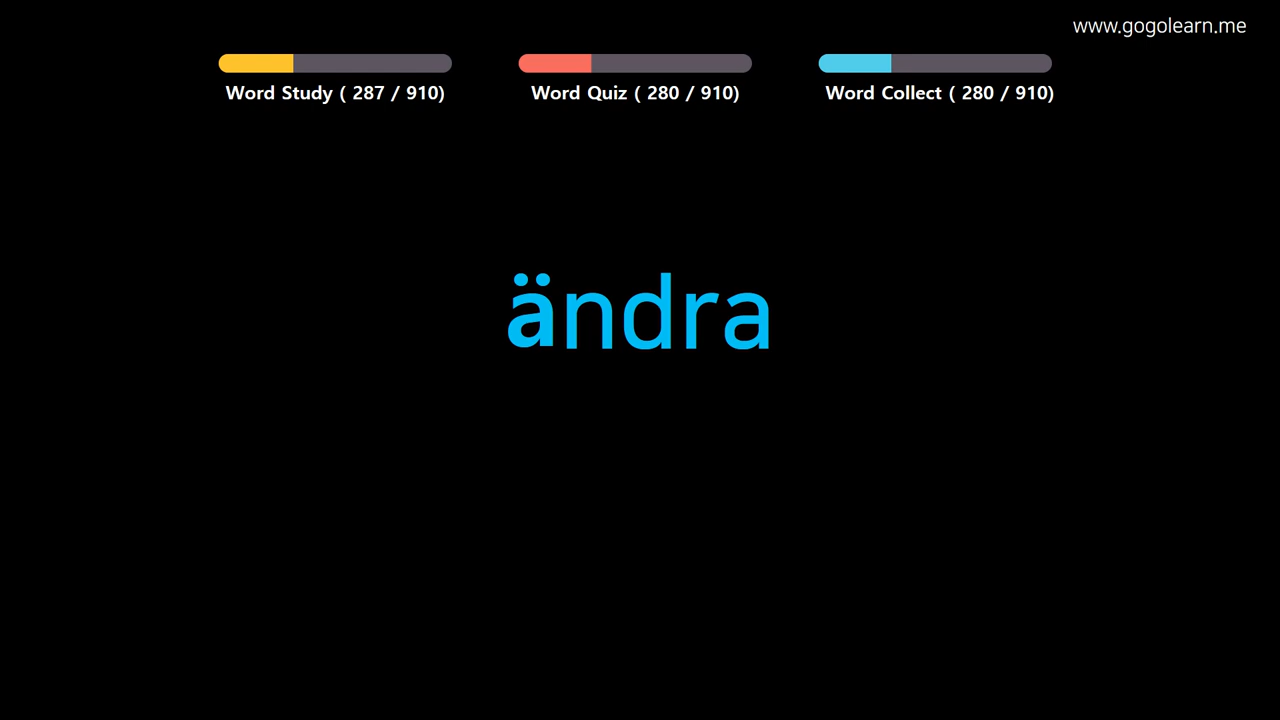 www.gogolearn.me
Word Study ( 287 / 910)
Word Quiz ( 280 / 910)
Word Collect ( 280 / 910)
ändra